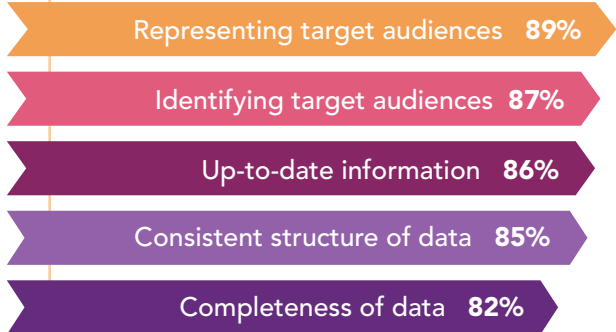 Representing target audiences 89%
Identifying target audiences 87%
Up-to-date information 86%
Consistent structure of data 85%
Completeness of data 82%